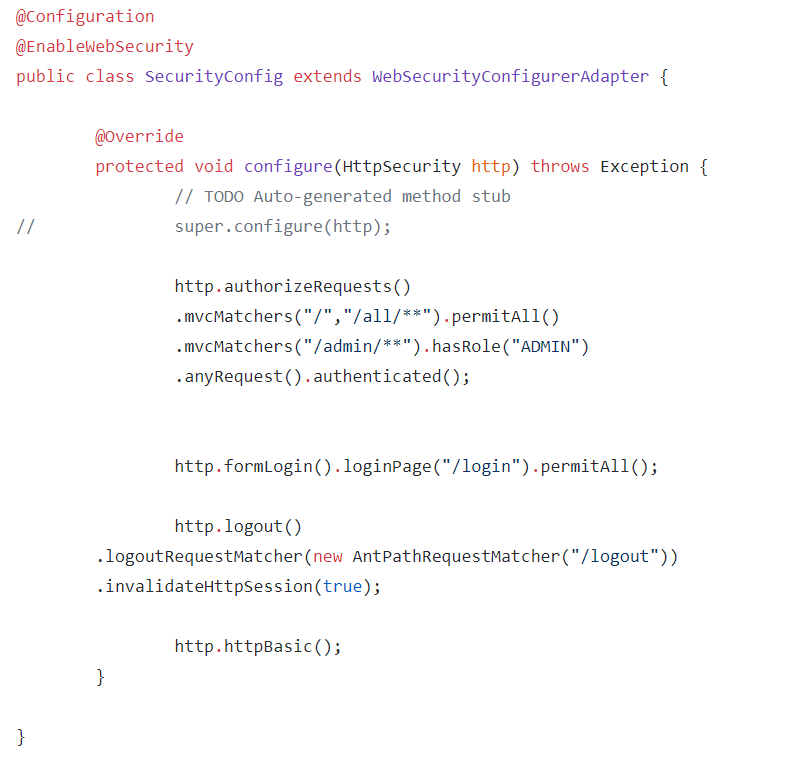 @Configuration
@EnableWebSecurity
public class SecurityConfig extends WebSecurityConfigurerAdapter {
@Override
protected void configure(HttpSecurity http) throws Exception {
// TODO Auto-generated method stub
// super.configure(http);
http.authorizeRequests()
.mvcMatchers("/","/all/**").permitAll()
.mvcMatchers("/admin/**").hasRole("ADMIN")
.anyRequest().authenticated();
http.formLogin().loginPage("/login").permitAll();
http.logout()
.logoutRequestMatcher(new AntPathRequestMatcher("/logout"))
.invalidateHttpSession(true);
http.httpBasic();
}
}